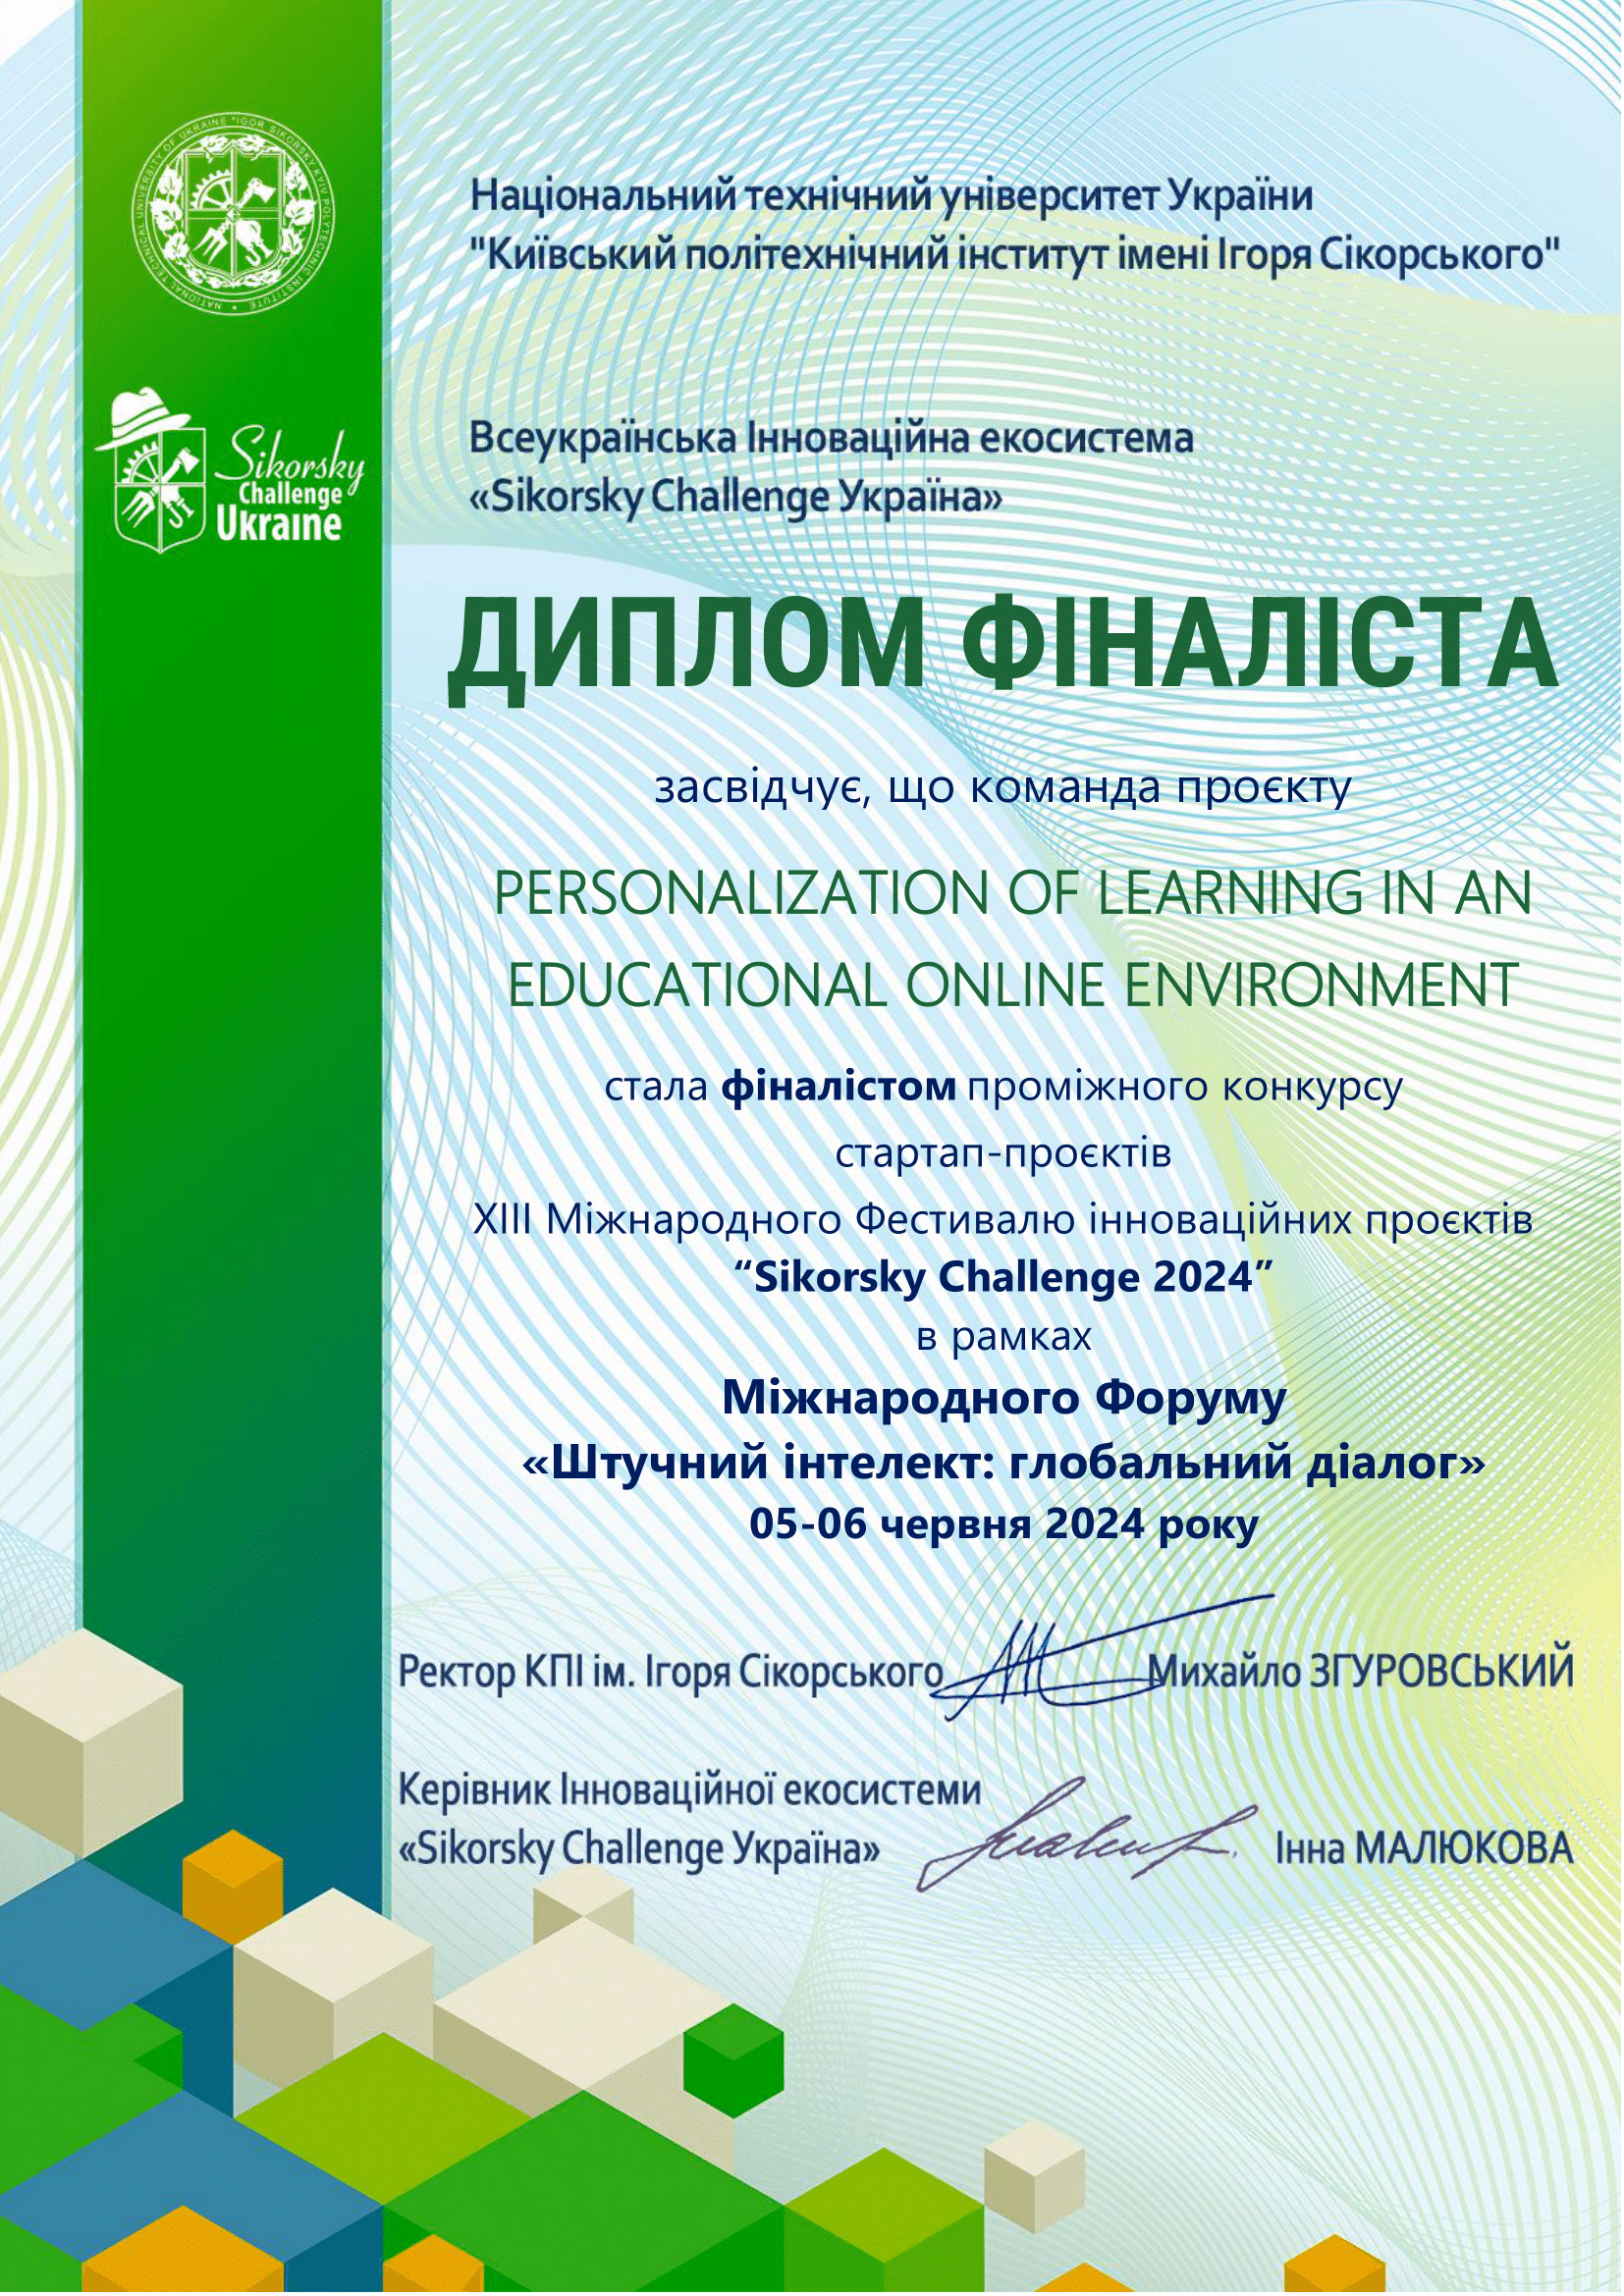 NATIONAL TECHNICAL UNIVERSITY OF UKRAINE "IGOR SIKORSKY KYIV POLYTECHNIC INSTITUTE"
Sikorsky
Challenge
Ukraine
Національний технічний університет України
"Київський політехнічний інститут імені Ігоря Сікорського"
Всеукраїнська Інноваційна екосистема
«Sikorsky Challenge Україна»
ДИПЛОМ ФІНАЛІСТА
засвідчує, що команда проєкту
PERSONALIZATION OF LEARNING IN AN
EDUCATIONAL ONLINE ENVIRONMENT
стала фіналістом проміжного конкурсу
стартап-проєктів
XIII Міжнародного Фестивалю інноваційних проєктів
“Sikorsky Challenge 2024”
в рамках
Міжнародного Форуму
«Штучний інтелект: глобальний діалог»
05-06 червня 2024 року
Ректор КПІ ім. Ігоря Сікорського Михайло ЗГУРОВСЬКИЙ
Керівник Інноваційної екосистеми
«Sikorsky Challenge Україна» Інна МАЛЮКОВА